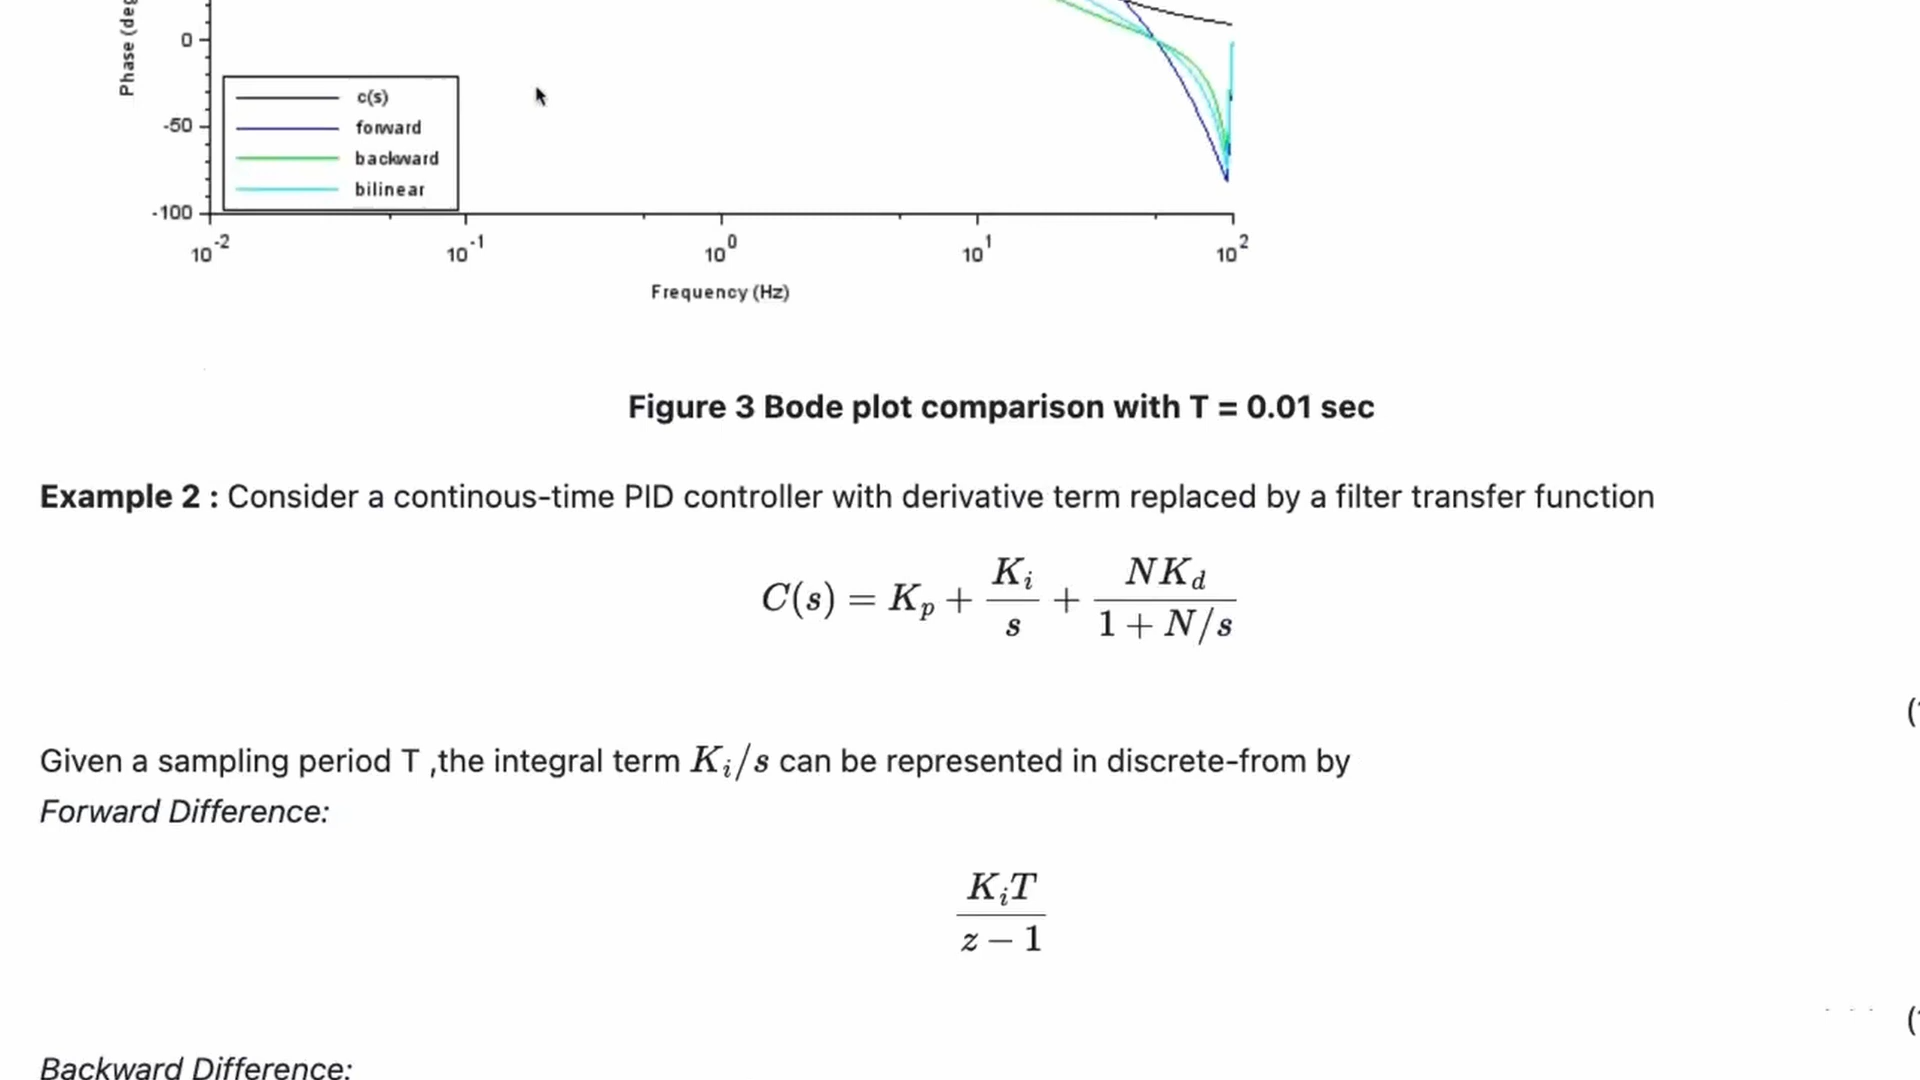 Phase (deg
0
-50
-100
c(s)
forward
backward
bilinear
10^-2 10^-1 10^0 10^1 10^2
Frequency (Hz)
Figure 3 Bode plot comparison with T = 0.01 sec
Example 2 : Consider a continous-time PID controller with derivative term replaced by a filter transfer function
C(s) = K_p + \frac{K_i}{s} + \frac{NK_d}{1 + N/s}
Given a sampling period T ,the integral term K_i/s can be represented in discrete-from by
Forward Difference:
\frac{K_iT}{z - 1}
Backward Difference: